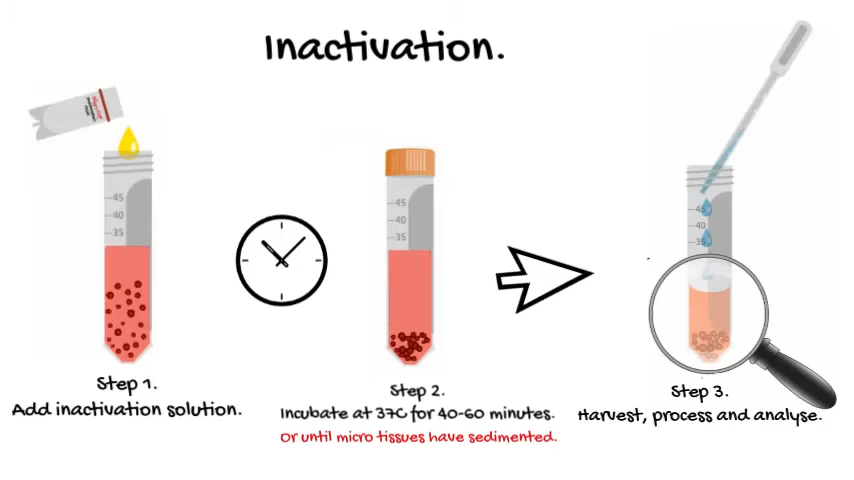 Inactivation.
45
40
35
Step 1.
Add inactivation solution.
45
40
35
Step 2.
Incubate at 37C for 40-60 minutes.
Or until micro tissues have sedimented.
45
40
35
Step 3.
Harvest, process and analyse.